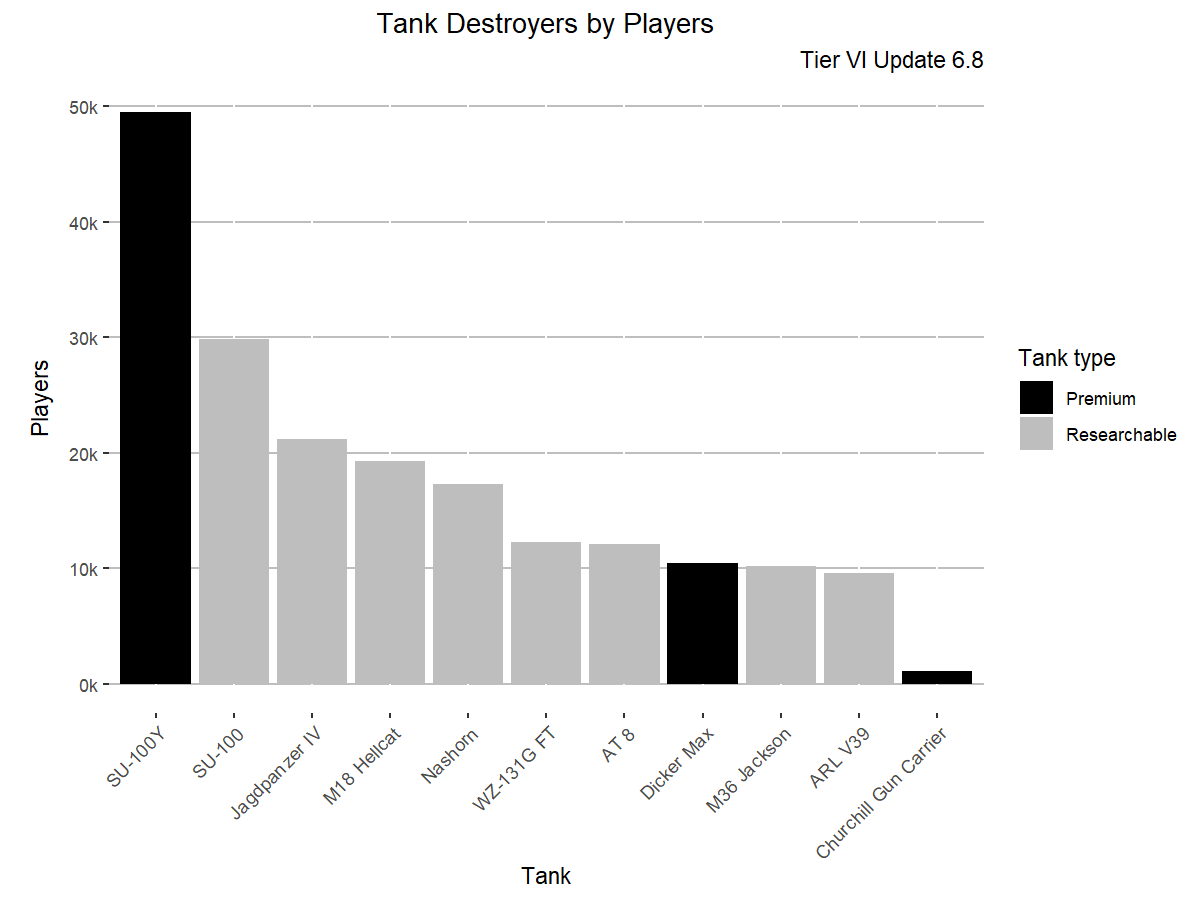 Tank Destroyers by Players
Tier VI Update 6.8
Players
50k
40k
30k
20k
10k
0k
SU-100Y
SU-100
Jagdpanzer IV
M18 Hellcat
Nashorn
WZ-131G FT
AT 8
Dicker Max
M36 Jackson
ARL V39
Churchill Gun Carrier
Tank
Tank type
Premium
Researchable